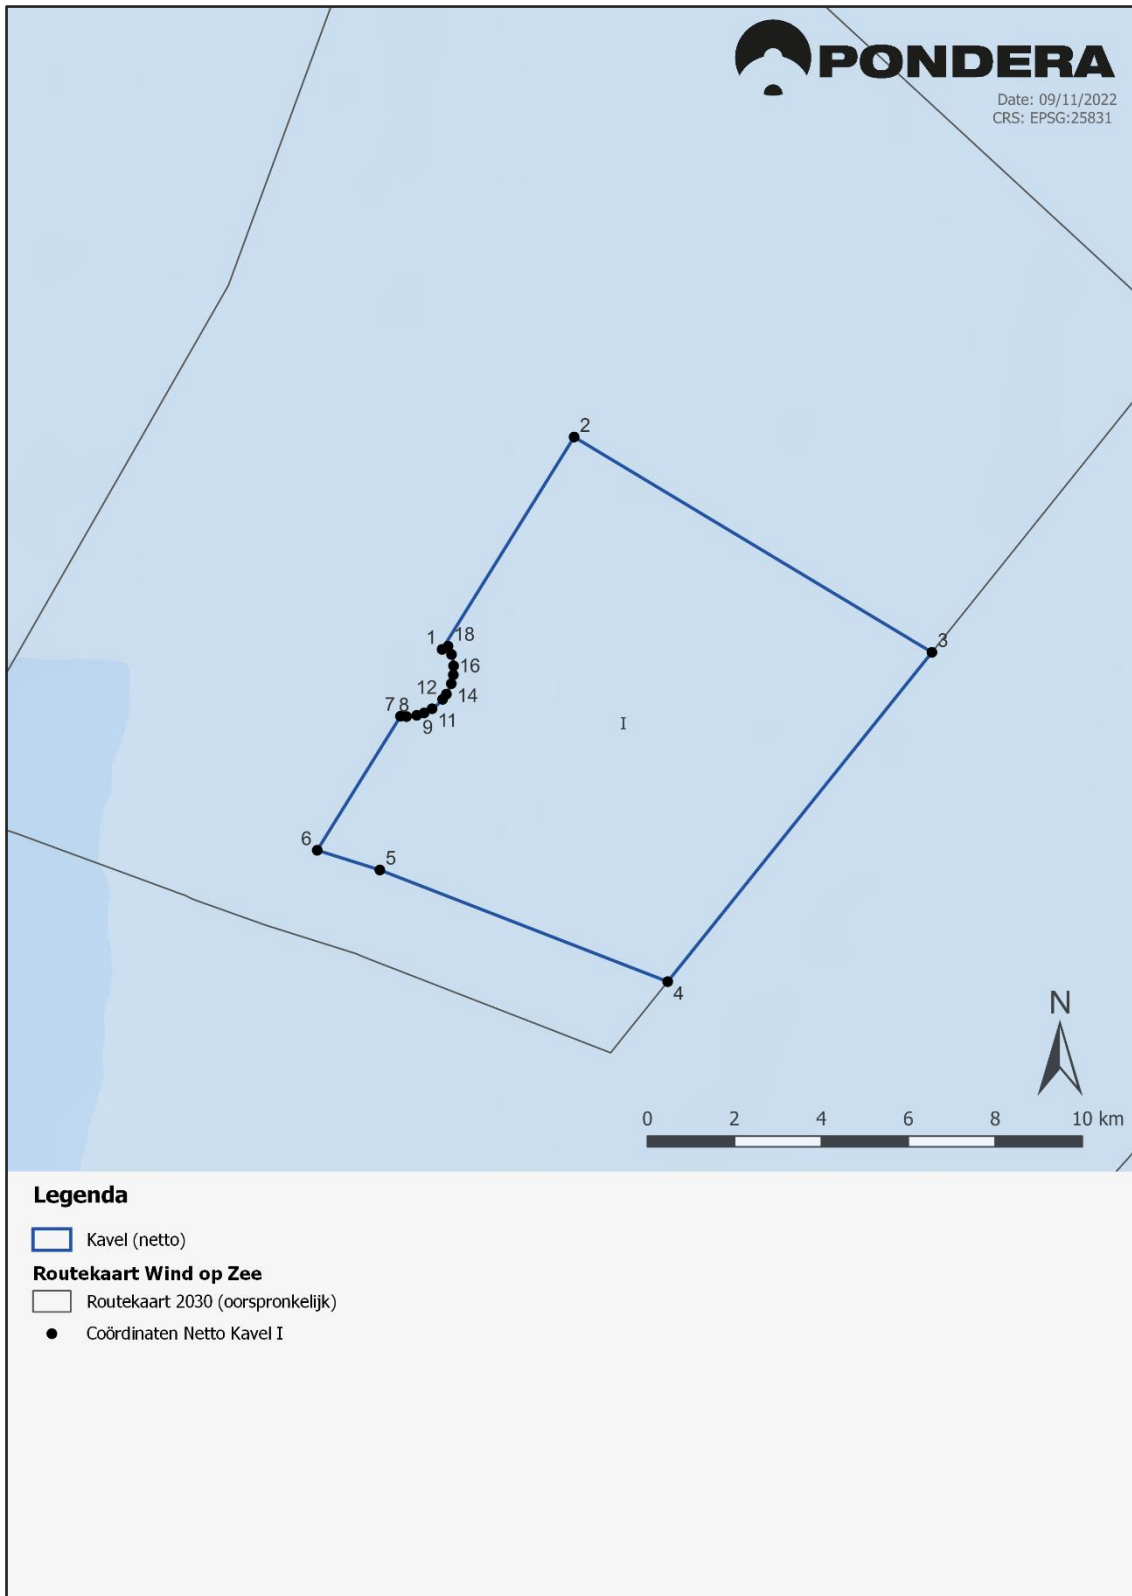 PONDERA
Date: 09/11/2022
CRS: EPSG:25831
2
1
18
3
16
12
14
7
8
11
9
I
6
5
4
N
0 2 4 6 8 10 km
Legenda
Kavel (netto)
Routekaart Wind op Zee
Routekaart 2030 (oorspronkelijk)
Coördinaten Netto Kavel I